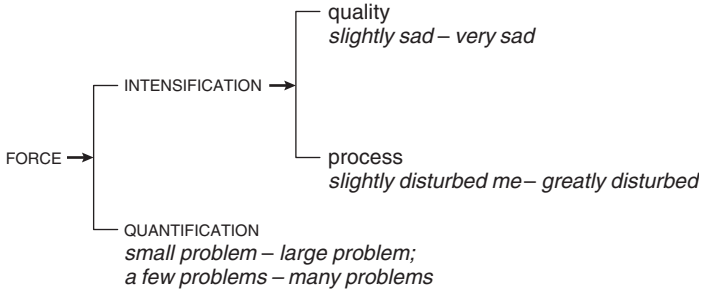 quality
slightly sad – very sad
INTENSIFICATION
FORCE
process
slightly disturbed me – greatly disturbed
QUANTIFICATION
small problem – large problem;
a few problems – many problems